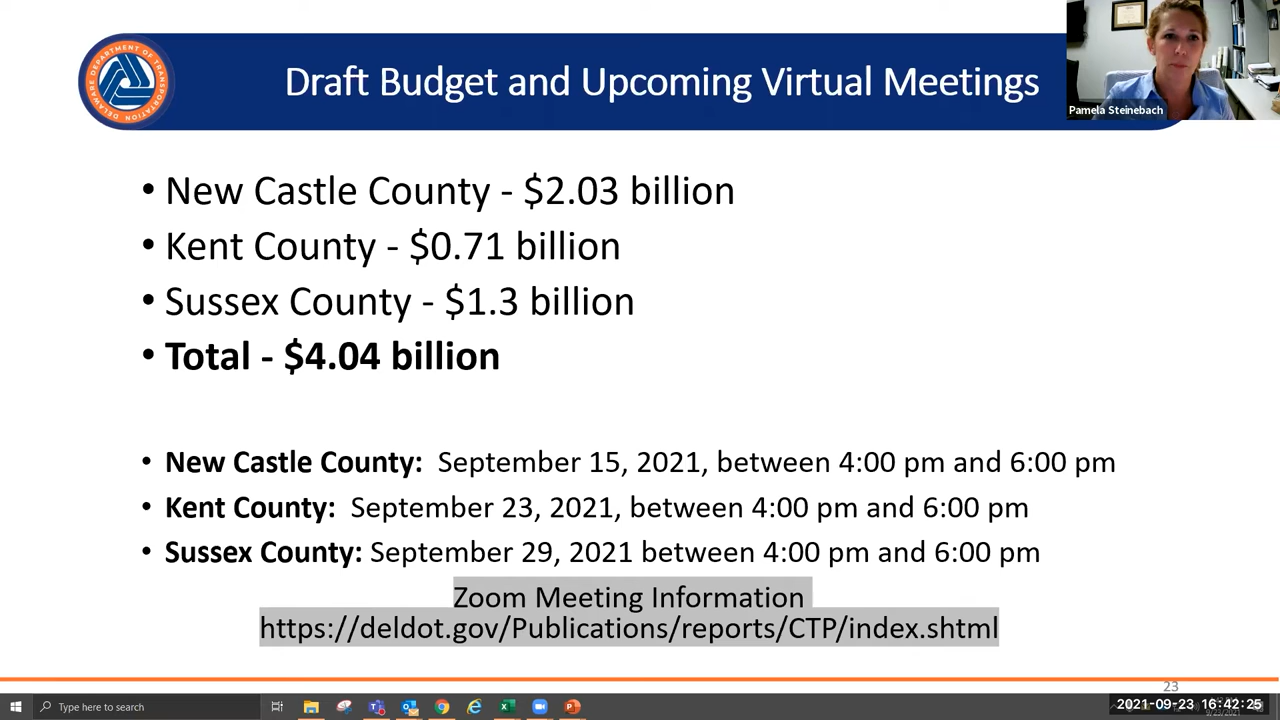 Draft Budget and Upcoming Virtual Meetings
DELAWARE DEPARTMENT OF TRANSPORTATION
Pamela Steinebach
• New Castle County - $2.03 billion
• Kent County - $0.71 billion
• Sussex County - $1.3 billion
• Total - $4.04 billion
• New Castle County: September 15, 2021, between 4:00 pm and 6:00 pm
• Kent County: September 23, 2021, between 4:00 pm and 6:00 pm
• Sussex County: September 29, 2021 between 4:00 pm and 6:00 pm
Zoom Meeting Information
https://deldot.gov/Publications/reports/CTP/index.shtml
23
Type here to search
2021-09-23 16:42:25